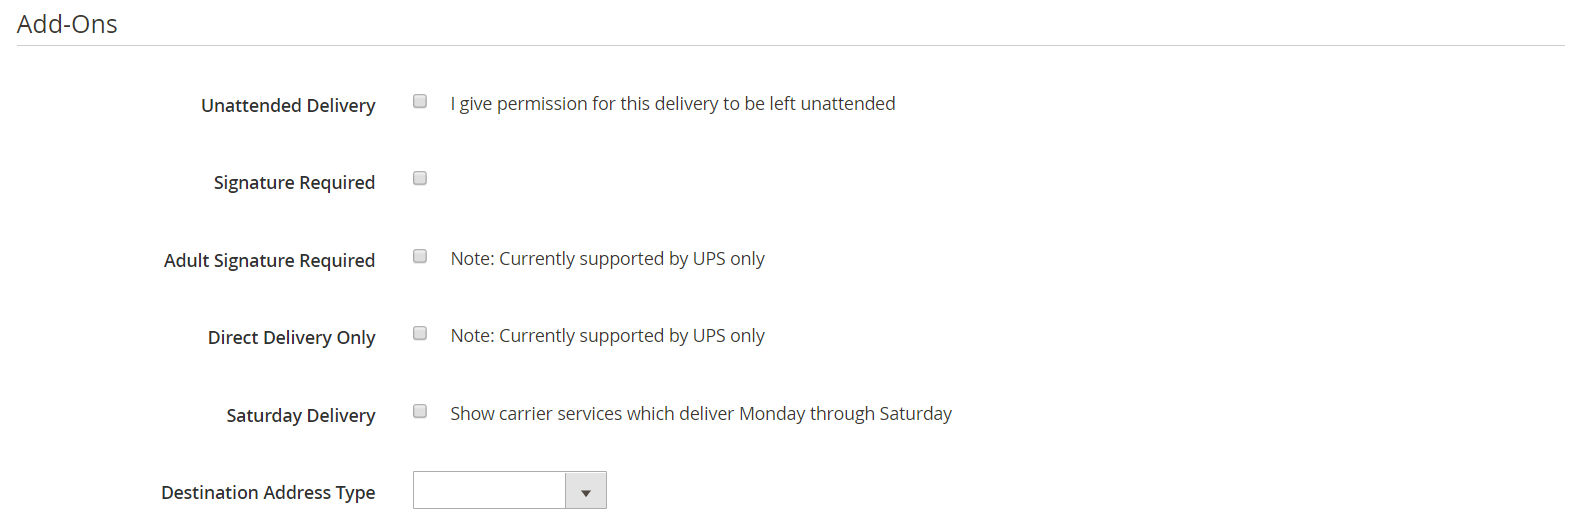 Add-Ons
Unattended Delivery I give permission for this delivery to be left unattended
Signature Required
Adult Signature Required Note: Currently supported by UPS only
Direct Delivery Only Note: Currently supported by UPS only
Saturday Delivery Show carrier services which deliver Monday through Saturday
Destination Address Type